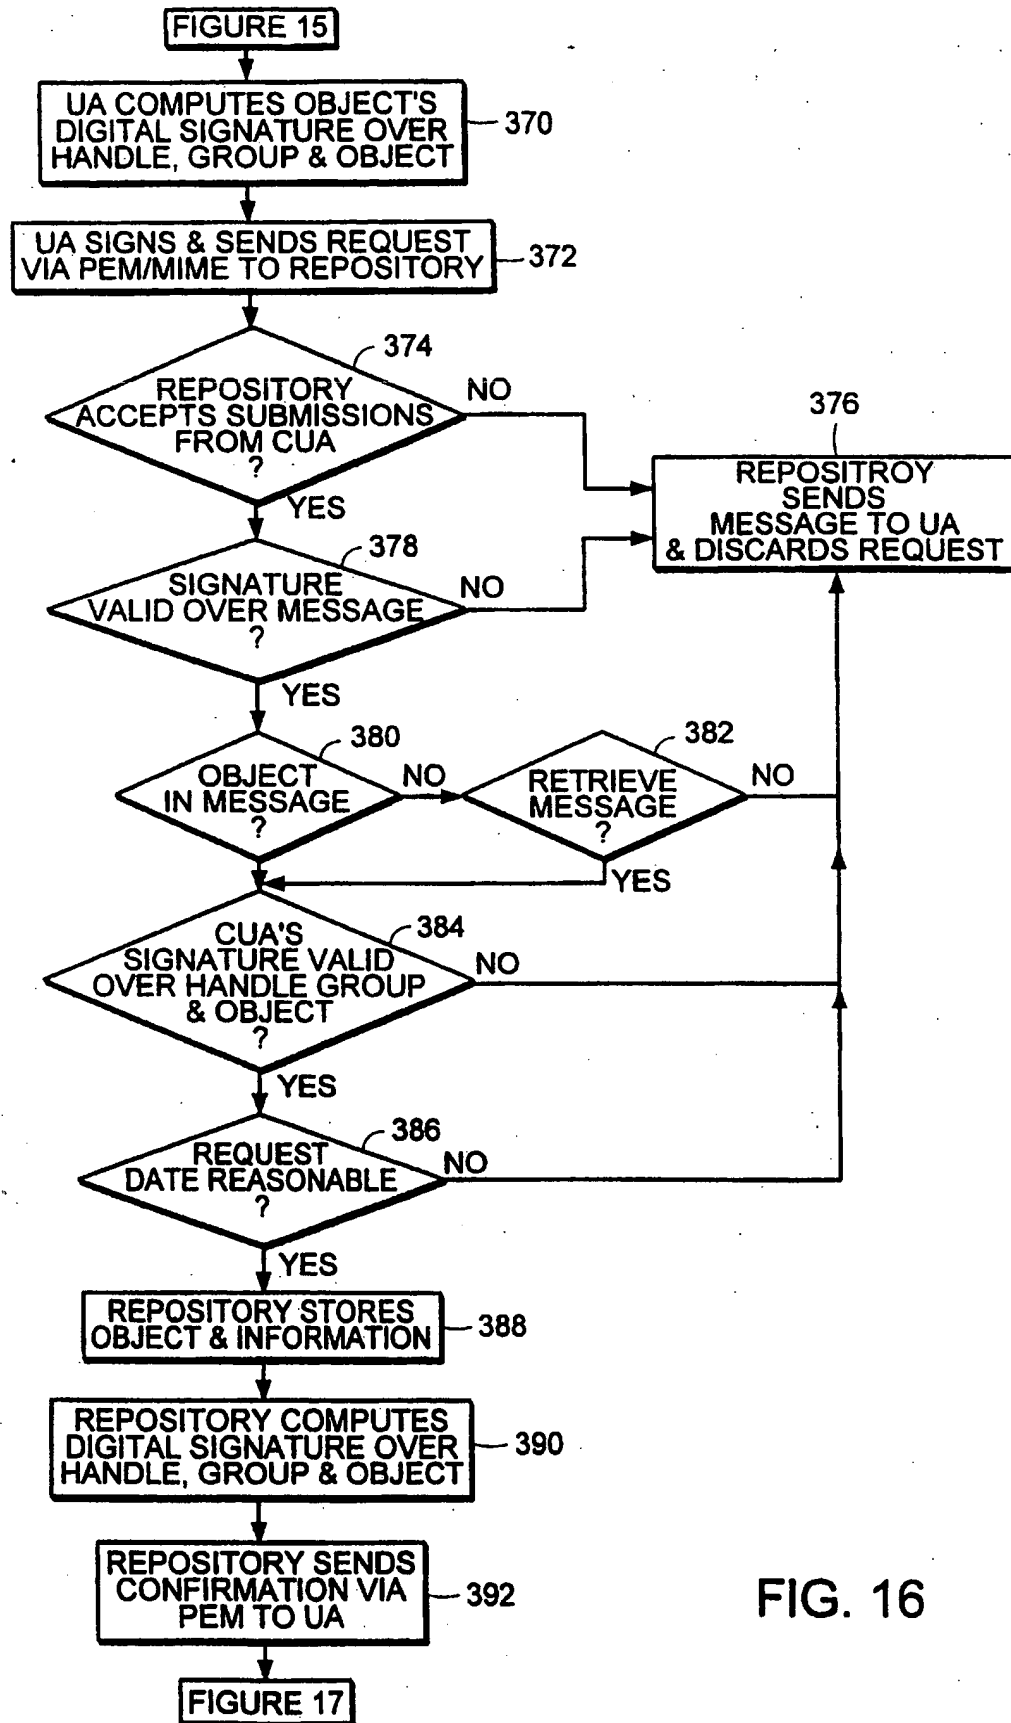 FIGURE 15
UA COMPUTES OBJECT'S
DIGITAL SIGNATURE OVER
HANDLE, GROUP & OBJECT
370
UA SIGNS & SENDS REQUEST
VIA PEM/MIME TO REPOSITORY
372
374
REPOSITORY
ACCEPTS SUBMISSIONS
FROM CUA
?
NO
YES
376
REPOSITROY
SENDS
MESSAGE TO UA
& DISCARDS REQUEST
378
SIGNATURE
VALID OVER MESSAGE
?
NO
YES
380
OBJECT
IN MESSAGE
?
NO
382
RETRIEVE
MESSAGE
?
NO
YES
384
CUA'S
SIGNATURE VALID
OVER HANDLE GROUP
& OBJECT
?
NO
YES
386
REQUEST
DATE REASONABLE
?
NO
YES
REPOSITORY STORES
OBJECT & INFORMATION
388
REPOSITORY COMPUTES
DIGITAL SIGNATURE OVER
HANDLE, GROUP & OBJECT
390
REPOSITORY SENDS
CONFIRMATION VIA
PEM TO UA
392
FIGURE 17
FIG. 16